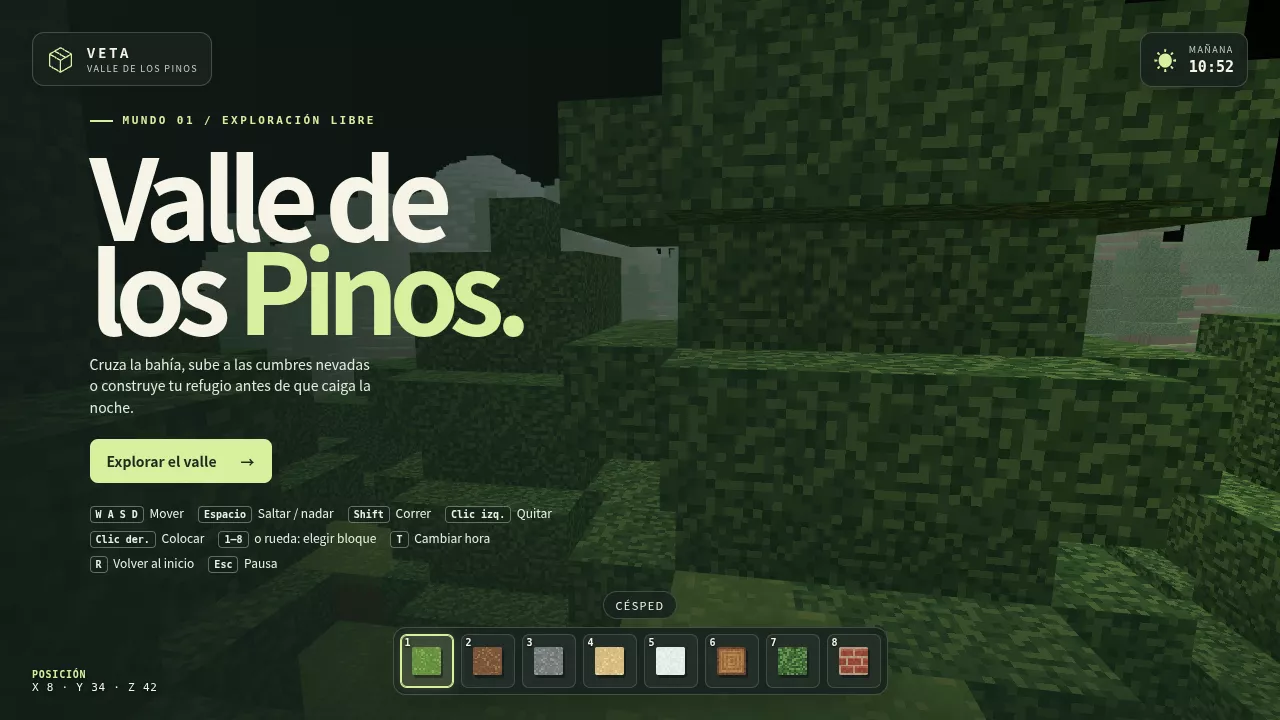 VETA
VALLE DE LOS PINOS
MAÑANA
10:52
MUNDO 01 / EXPLORACIÓN LIBRE
Valle de
los Pinos.
Cruza la bahía, sube a las cumbres nevadas
o construye tu refugio antes de que caiga la
noche.
Explorar el valle →
W A S D Mover Espacio Saltar / nadar Shift Correr Clic izq. Quitar
Clic der. Colocar 1–8 o rueda: elegir bloque T Cambiar hora
R Volver al inicio Esc Pausa
CÉSPED
1 2 3 4 5 6 7 8
POSICIÓN
X 8 · Y 34 · Z 42